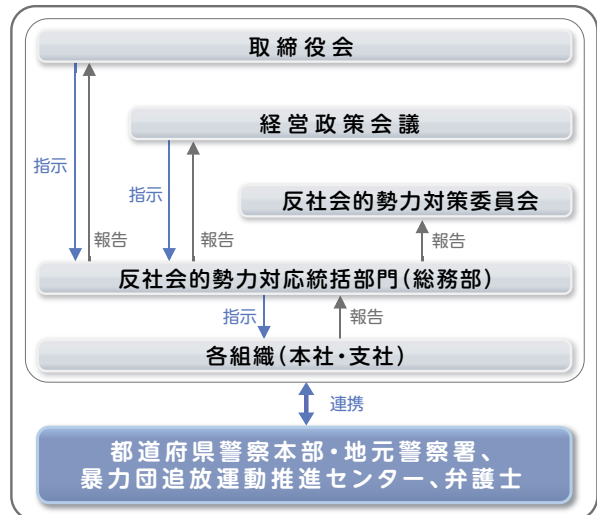 取締役会
経営政策会議
指示
指示
反社会的勢力対策委員会
報告
報告
報告
反社会的勢力対応統括部門（総務部）
指示
報告
各組織（本社・支社）
連携
都道府県警察本部・地元警察署、
暴力団追放運動推進センター、弁護士